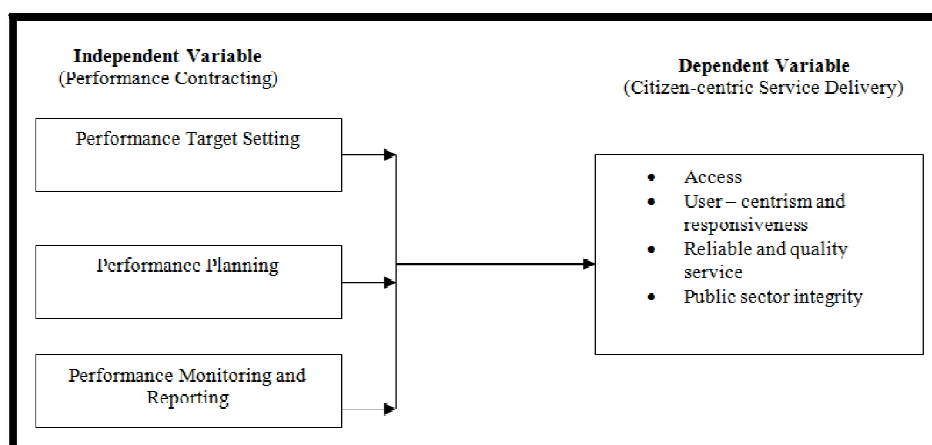 Independent Variable
(Performance Contracting)
Performance Target Setting
Performance Planning
Performance Monitoring and
Reporting
Dependent Variable
(Citizen-centric Service Delivery)
• Access
• User – centrism and
responsiveness
• Reliable and quality
service
• Public sector integrity